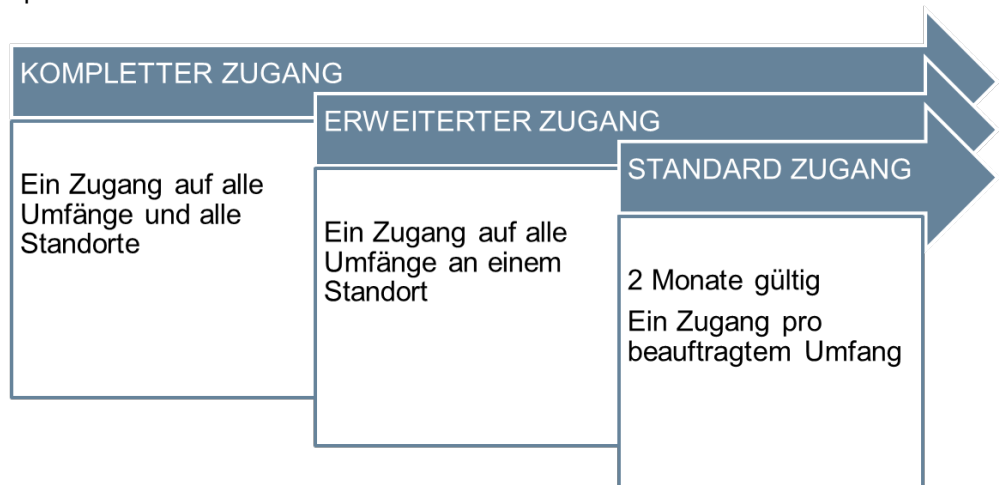 KOMPLETTER ZUGANG
Ein Zugang auf alle
Umfänge und alle
Standorte
ERWEITERTER ZUGANG
Ein Zugang auf alle
Umfänge an einem
Standort
STANDARD ZUGANG
2 Monate gültig
Ein Zugang pro
beauftragtem Umfang